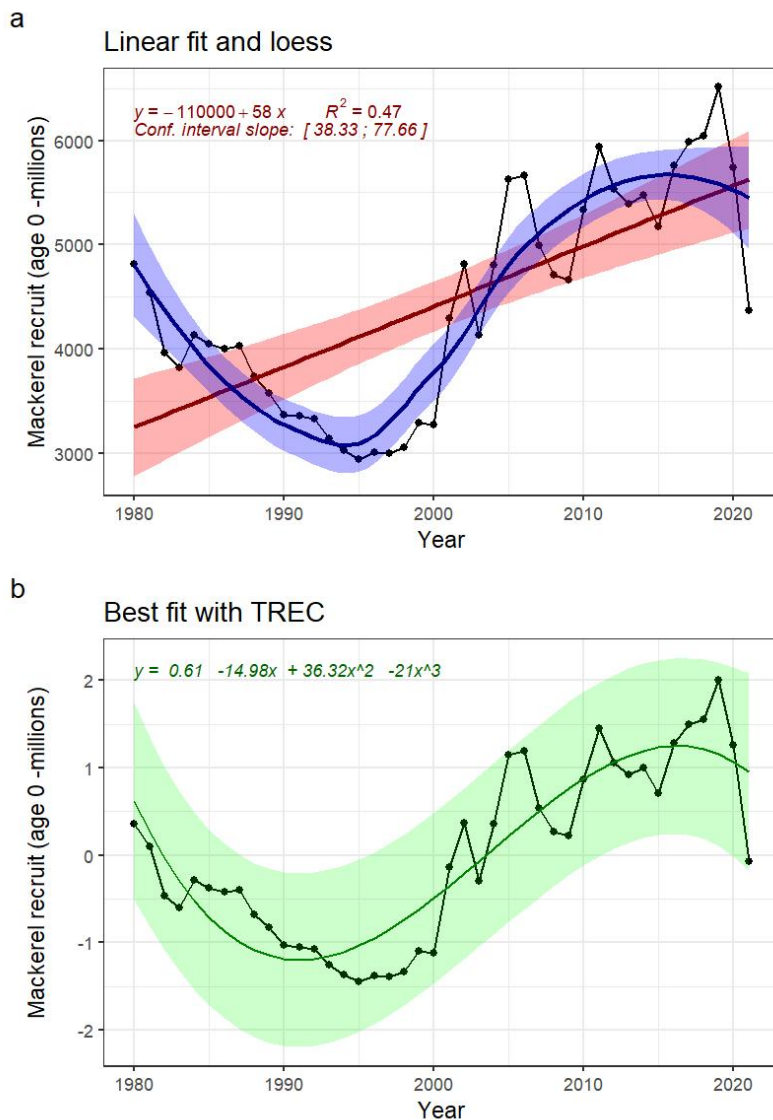 a
Linear fit and loess
y = − 110000 + 58 x R² = 0.47
Conf. interval slope: [ 38.33 ; 77.66 ]
Mackerel recruit (age 0 -millions)
6000
5000
4000
3000
1980 1990 2000 2010 2020
Year
b
Best fit with TREC
y = 0.61 -14.98x + 36.32x^2 -21x^3
Mackerel recruit (age 0 -millions)
2
1
0
-1
-2
1980 1990 2000 2010 2020
Year